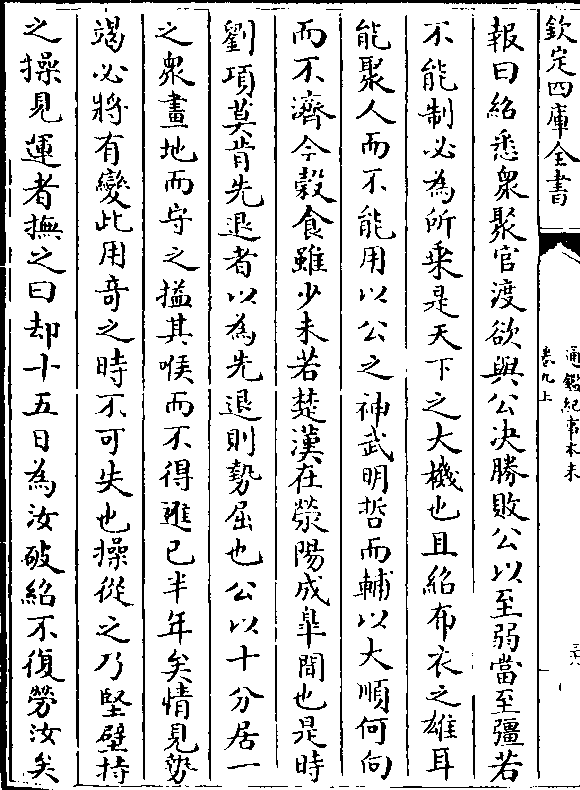 欽定四庫全書
通鑑紀事本末
卷九上
報曰紹悉衆聚官渡欲與公決勝敗公以至弱當至彊若
不能制必為所乗是天下之大機也且紹布衣之雄耳
能聚人而不能用以公之神武明哲而輔以大順何向
而不濟今糓食雖少未若楚漢在滎陽成臯間也是時
劉項莫肯先退者以為先退則勢屈也公以十分居一
之衆畫地而守之搤其喉而不得進已半年矣情見勢
竭必將有變此用奇之時不可失也操從之乃堅壁持
之操見運者撫之曰却十五日為汝破紹不復勞汝矣